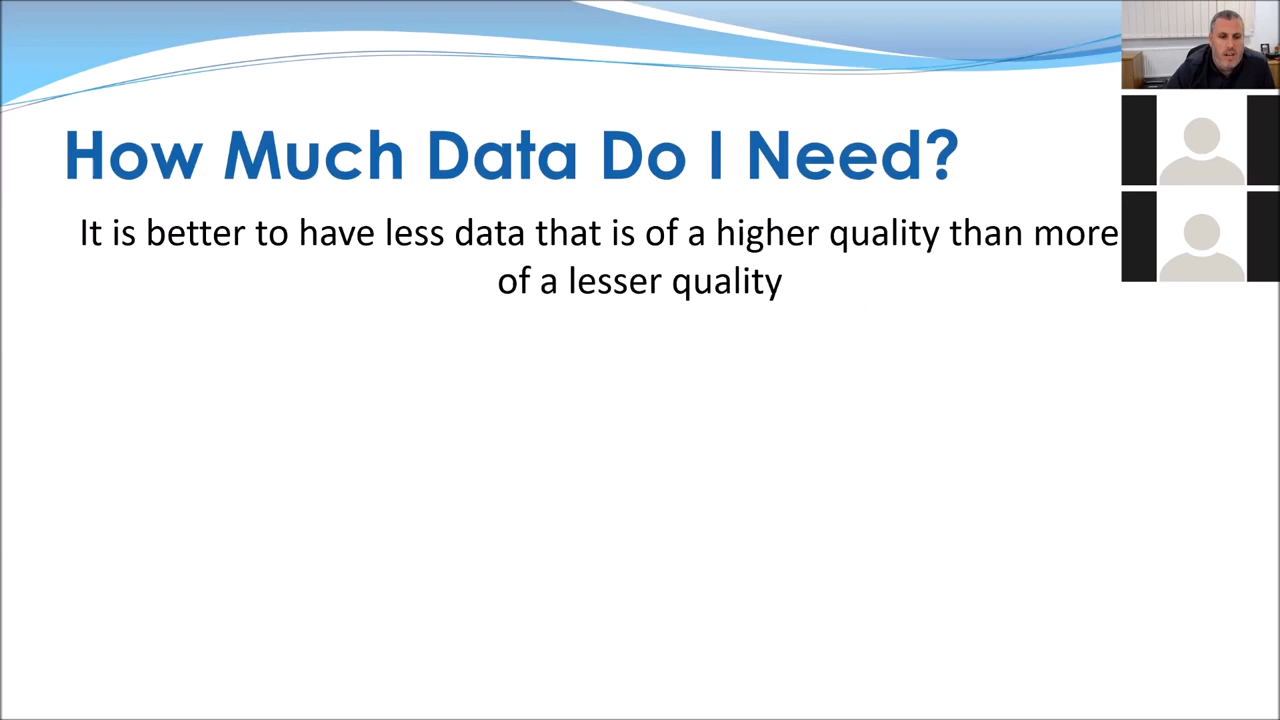 How Much Data Do I Need?
It is better to have less data that is of a higher quality than more
of a lesser quality